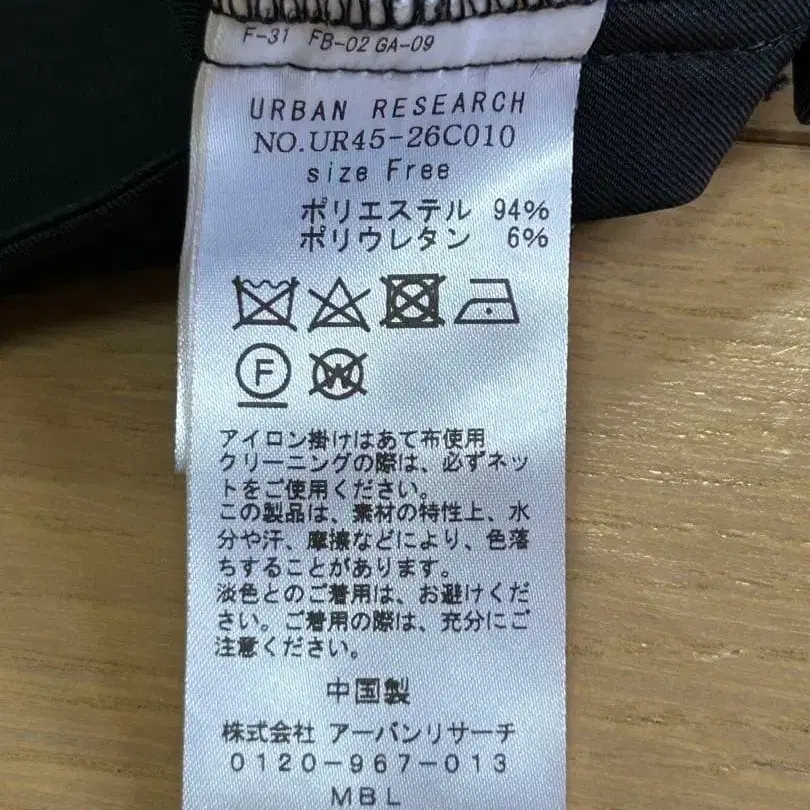 F-31 FB-02 GA-09
URBAN RESEARCH
NO.UR45-26C010
size Free
ポリエステル 94%
ポリウレタン 6%
F
W
アイロン掛けはあて布使用
クリーニングの際は、必ずネッ
トをご使用ください。
この製品は、素材の特性上、水
分や汗、摩擦などにより、色落
ちすることがあります。
淡色とのご着用は、お避けくだ
さい。ご着用の際は、充分にご
注意ください。
中国製
株式会社 アーバンリサーチ
0120-967-013
MBL